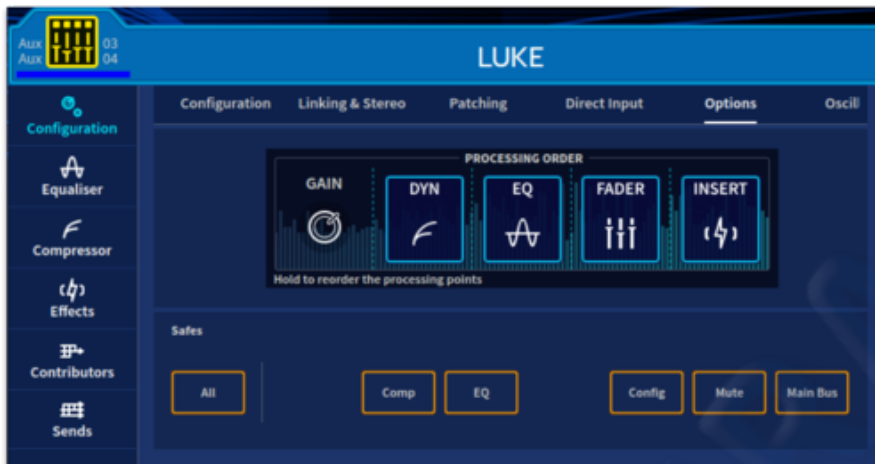 Aux 03
Aux 04
LUKE
Configuration
Equaliser
Compressor
Effects
Contributors
Sends
Configuration Linking & Stereo Patching Direct Input Options Oscill
PROCESSING ORDER
GAIN DYN EQ FADER INSERT
Hold to reorder the processing points
Safes
All Comp EQ Config Mute Main Bus